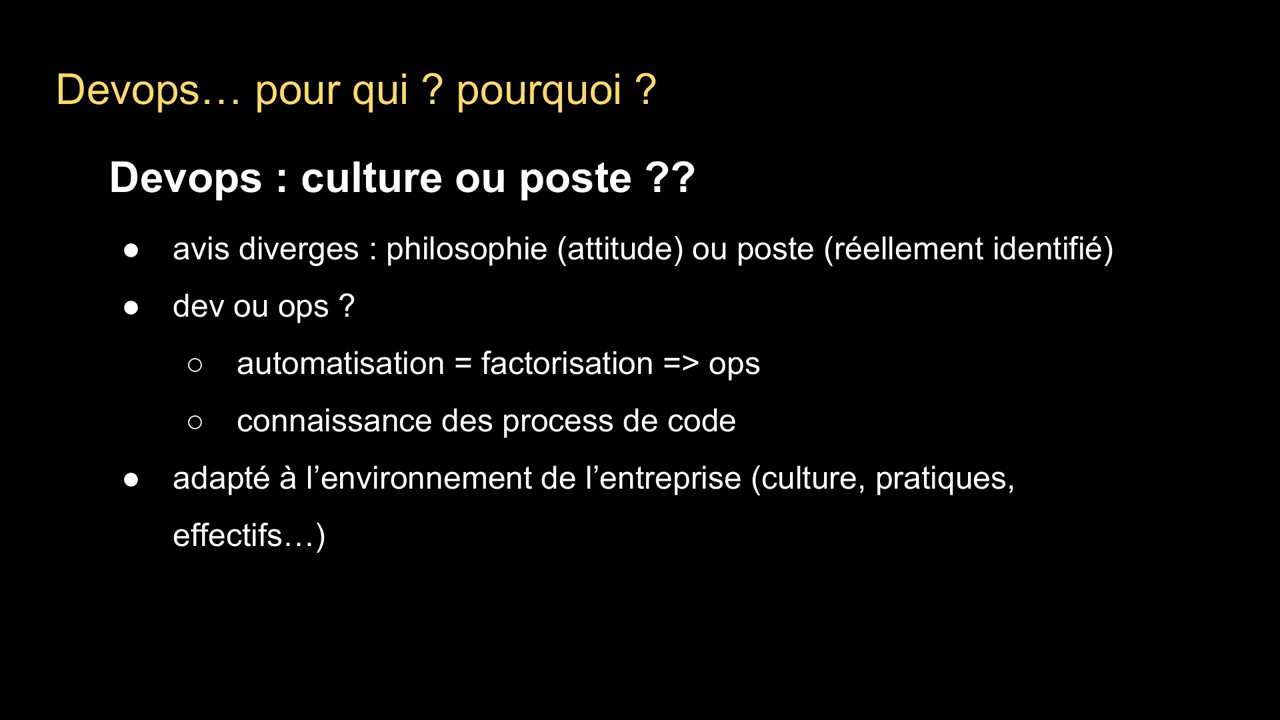 Devops… pour qui ? pourquoi ?
Devops : culture ou poste ??
● avis diverges : philosophie (attitude) ou poste (réellement identifié)
● dev ou ops ?
○ automatisation = factorisation => ops
○ connaissance des process de code
● adapté à l’environnement de l’entreprise (culture, pratiques,
effectifs…)